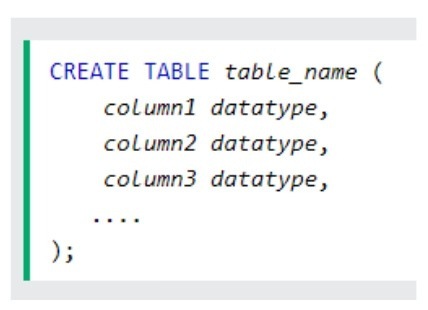 CREATE TABLE table_name (
    column1 datatype,
    column2 datatype,
    column3 datatype,
   ....
);